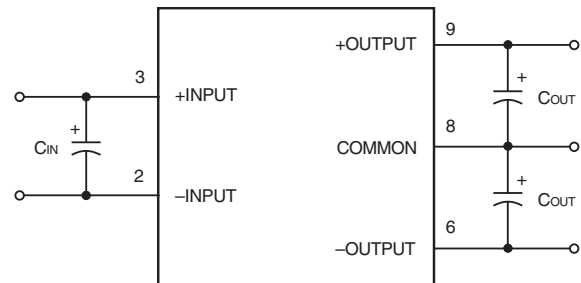 +OUTPUT 9
3 +INPUT
+ CIN
2 –INPUT
+ COUT
COMMON 8
+ COUT
–OUTPUT 6